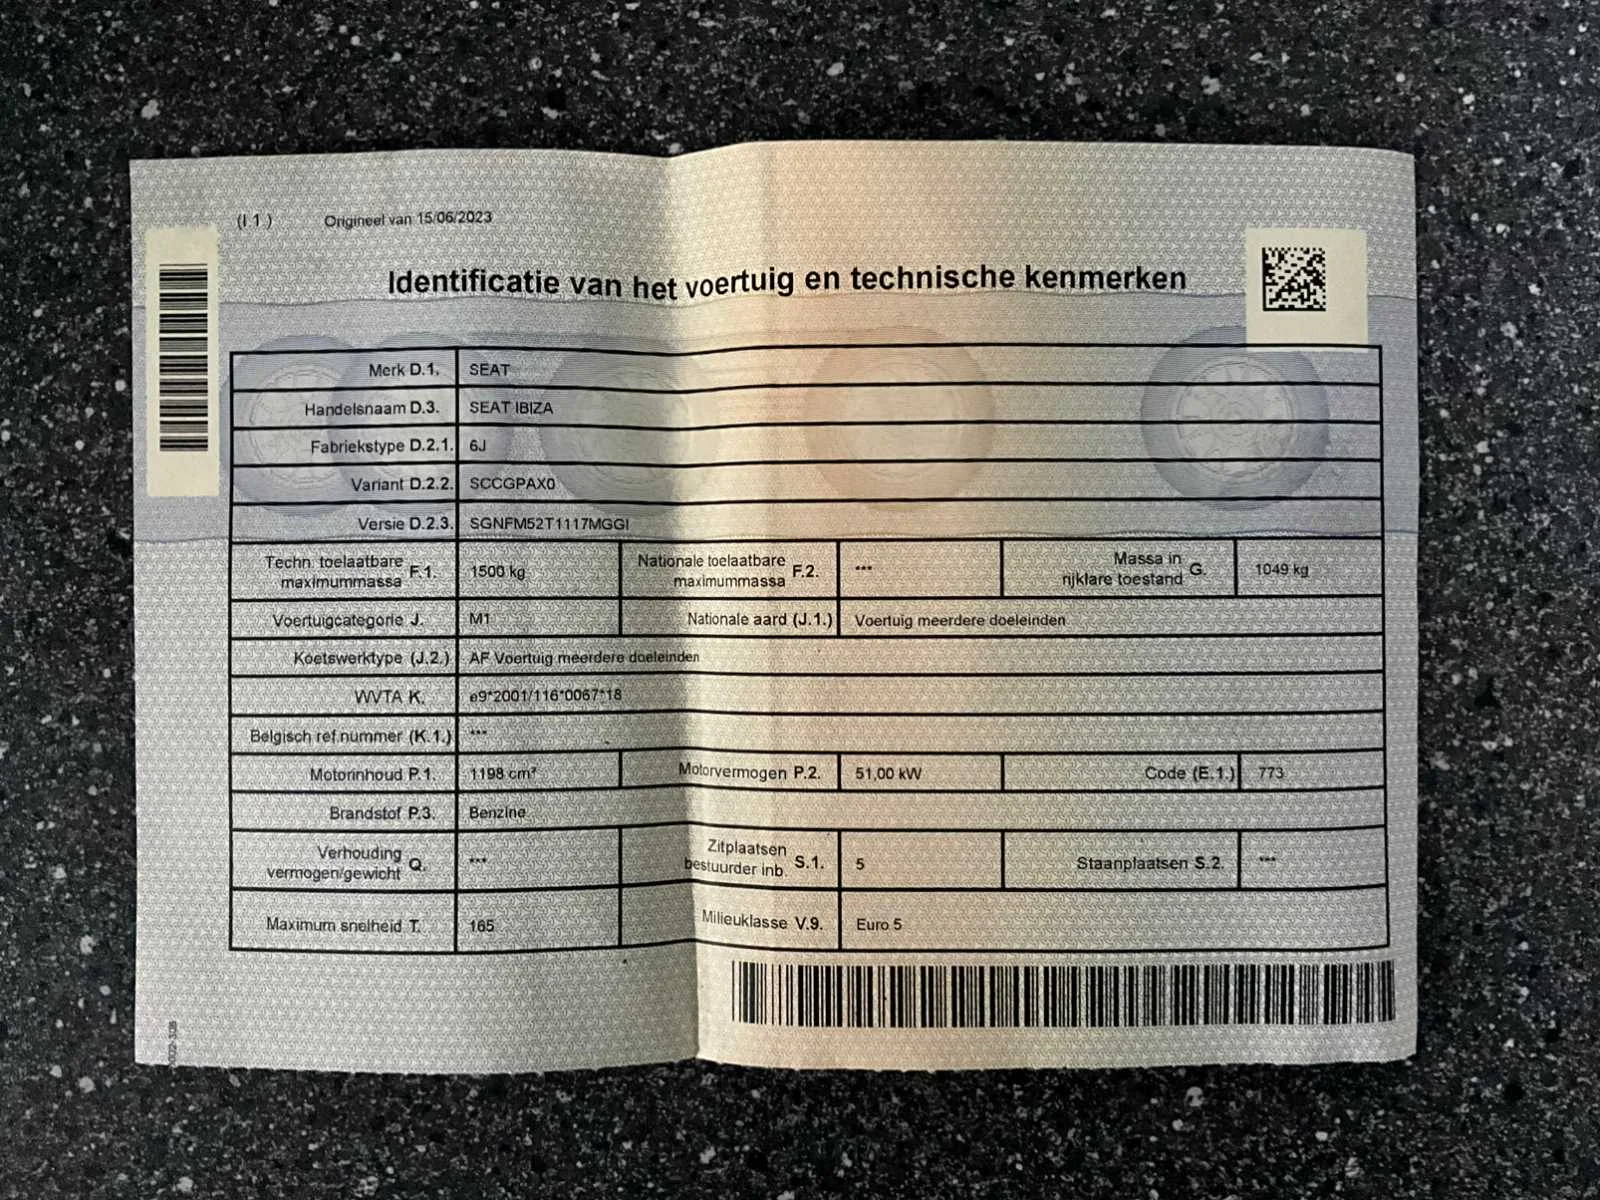 (I 1 ) Origineel van 15/06/2023
Identificatie van het voertuig en technische kenmerken
Merk D.1. SEAT
Handelsnaam D.3. SEAT IBIZA
Fabriekstype D.2.1. 6J
Variant D.2.2. SCCGPAX0
Versie D.2.3. SGNFM52T1117MGGI
Techn. toelaatbare maximummassa F.1. 1500 kg Nationale toelaatbare maximummassa F.2. *** Massa in rijklare toestand G. 1049 kg
Voertuigcategorie J. M1 Nationale aard (J.1.) Voertuig meerdere doeleinden
Koetswerktype (J.2.) AF Voertuig meerdere doeleinden
WVTA K. e9*2001/116*0067*18
Belgisch ref.nummer (K.1.) ***
Motorinhoud P.1. 1198 cm³ Motorvermogen P.2. 51,00 kW Code (E.1.) 773
Brandstof P.3. Benzine
Verhouding vermogen/gewicht Q. *** Zitplaatsen bestuurder inb. S.1. 5 Staanplaatsen S.2. ***
Maximum snelheid T. 165 Milieuklasse V.9. Euro 5